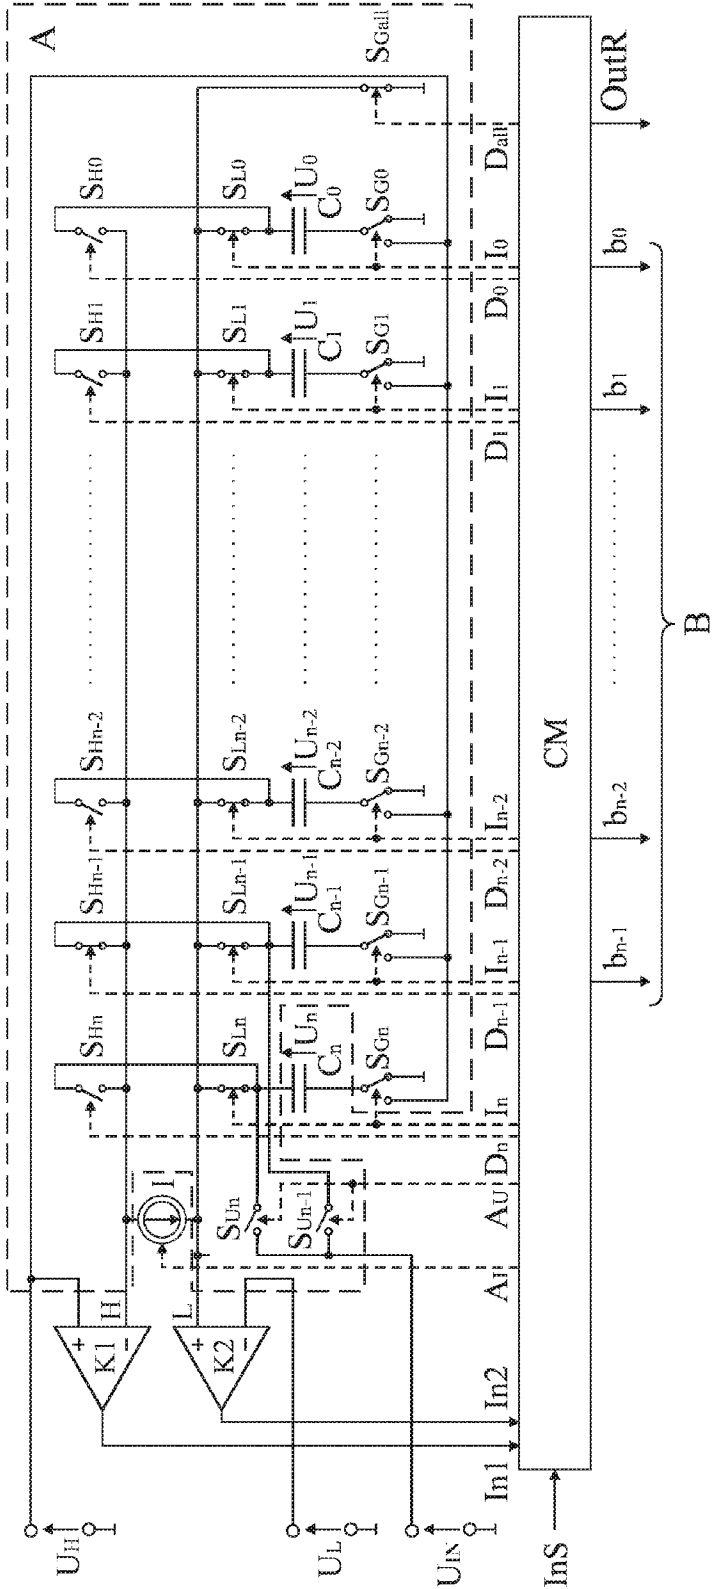 A
SHn SHn-1 SHn-2 SH1 SH0
UH
K1
+
−
H
I
K2
+
−
L
SUn
SUn-1
SLn SLn-1 SLn-2 SL1 SL0
Un Un-1 Un-2 U1 U0
Cn Cn-1 Cn-2 C1 C0
SGn SGn-1 SGn-2 SG1 SG0 SGall
UL
UIN
In1 In2 AI AU Dn In Dn-1 In-1 Dn-2 In-2 D1 I1 D0 I0 Dall
InS
CM
bn-1 bn-2 b1 b0 OutR
B